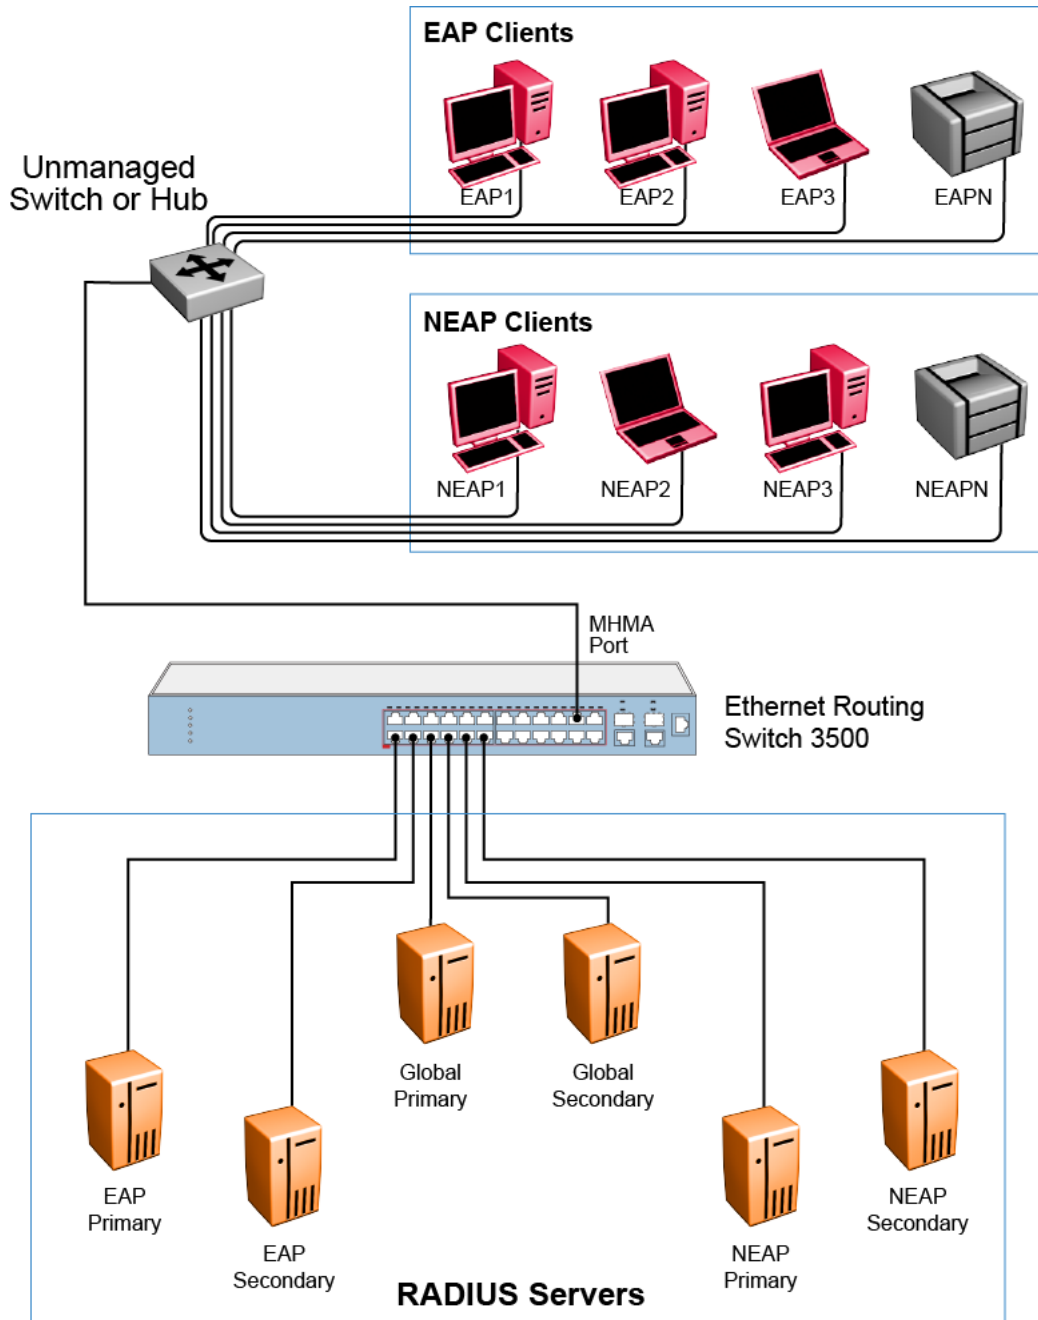 EAP Clients
EAP1
EAP2
EAP3
EAPN
Unmanaged
Switch or Hub
NEAP Clients
NEAP1
NEAP2
NEAP3
NEAPN
MHMA
Port
Ethernet Routing
Switch 3500
Global
Primary
Global
Secondary
EAP
Primary
EAP
Secondary
NEAP
Primary
NEAP
Secondary
RADIUS Servers